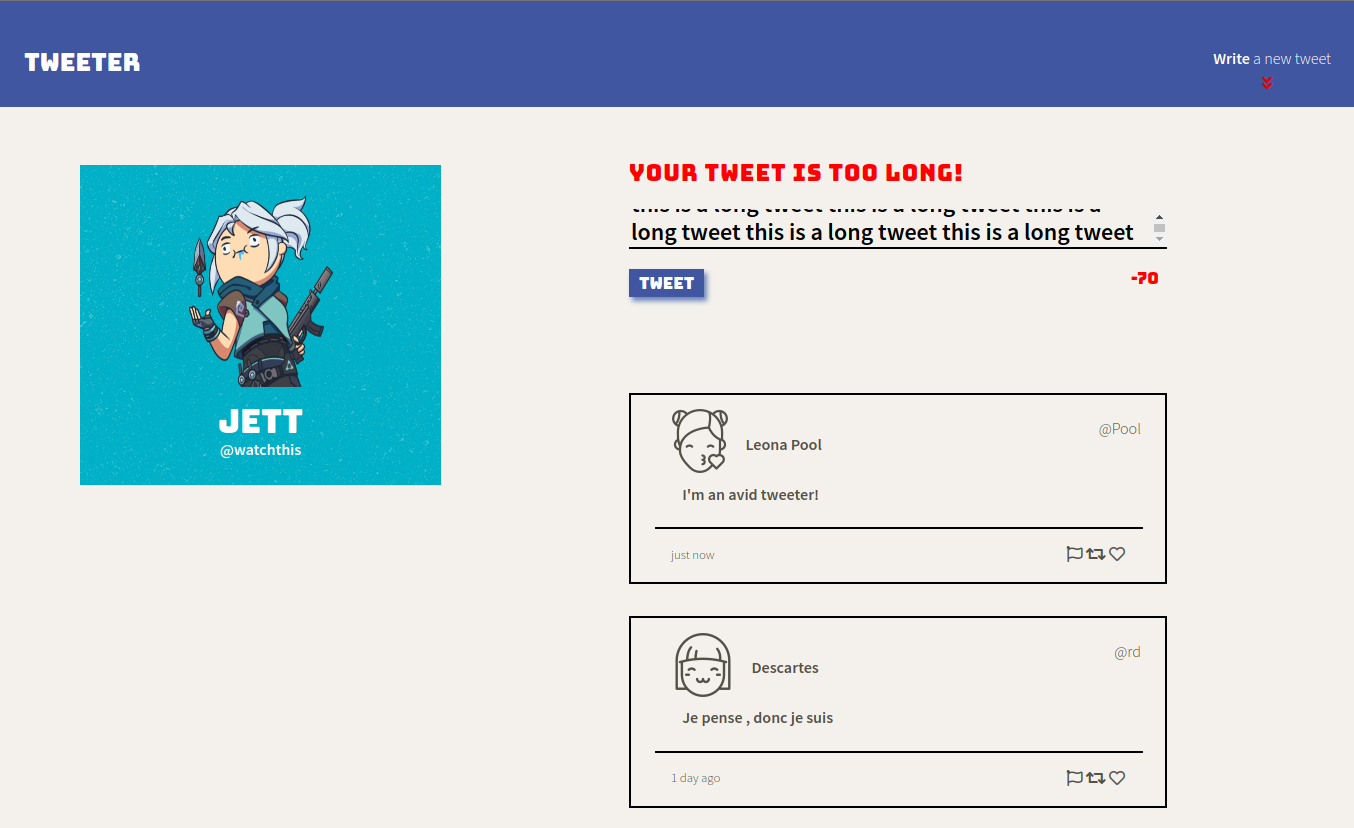 TWEETER
Write a new tweet
JETT
@watchthis
YOUR TWEET IS TOO LONG!
this is a long tweet this is a long tweet this is a
long tweet this is a long tweet this is a long tweet
TWEET
-70
Leona Pool
@Pool
I'm an avid tweeter!
just now
Descartes
@rd
Je pense , donc je suis
1 day ago